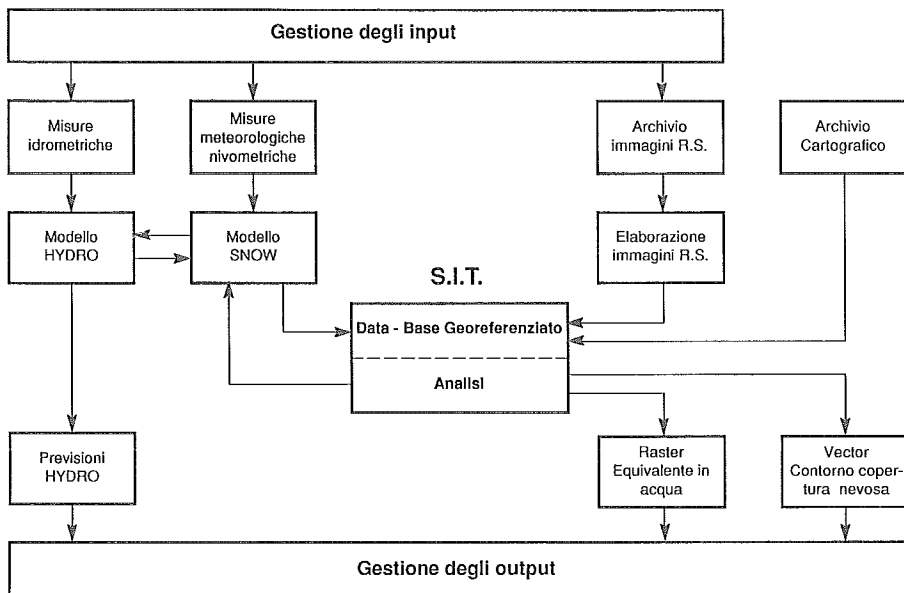 Gestione degli input
Misure
idrometriche
Misure
meteorologiche
nivometriche
Archivio
immagini R.S.
Archivio
Cartografico
Modello
HYDRO
Modello
SNOW
Elaborazione
immagini R.S.
S.I.T.
Data - Base Georeferenziato
Analisi
Previsioni
HYDRO
Raster
Equivalente in
acqua
Vector
Contorno coper-
tura nevosa
Gestione degli output